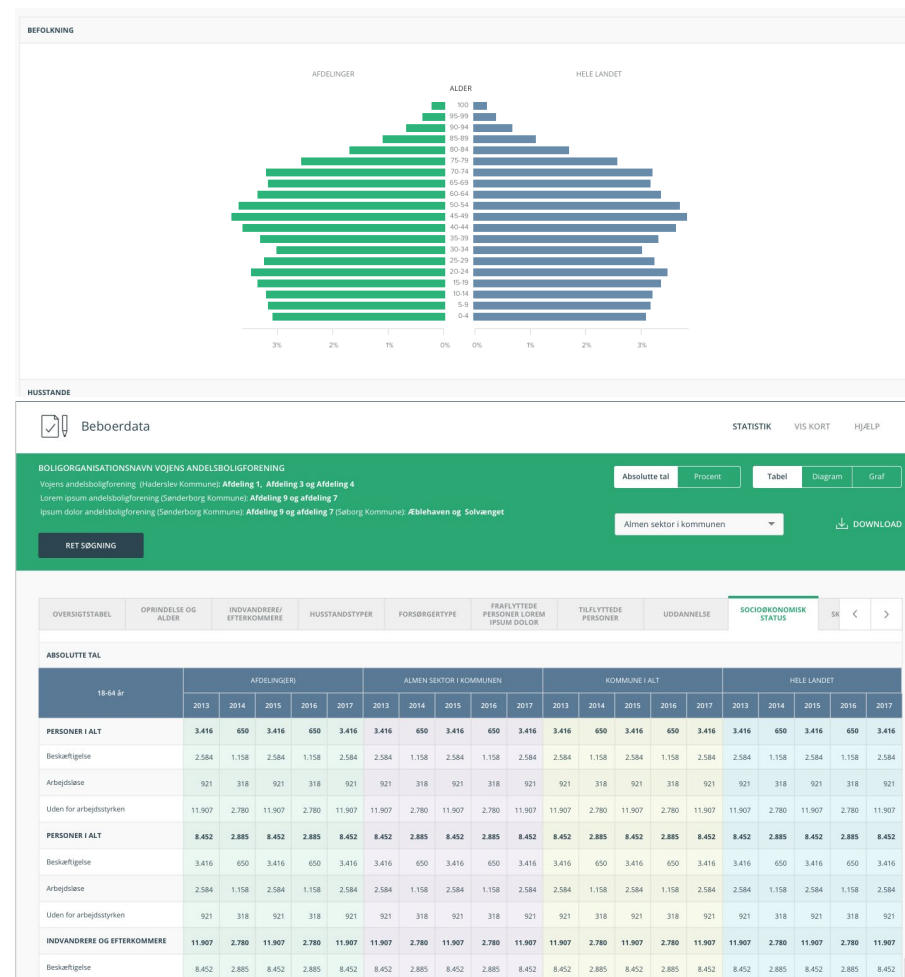 BEFOLKNING
AFDELINGER
HELE LANDET
ALDER
100
95-99
90-94
85-89
80-84
75-79
70-74
65-69
60-64
50-54
45-49
40-44
35-39
30-34
25-29
20-24
15-19
10-14
5-9
0-4
3% 2% 1% 0% 0% 1% 2% 3%
HUSSTANDE
Beboerdata
STATISTIK VIS KORT HJÆLP
BOLIGORGANISATIONSNAVN VOJENS ANDELSBOLIGFORENING
Vojens andelsboligforening (Haderslev Kommune): Afdeling 1, Afdeling 3 og Afdeling 4
Lorem ipsum andelsboligforening (Sønderborg Kommune): Afdeling 9 og afdeling 7
Ipsum dolor andelsboligforening (Sønderborg Kommune): Afdeling 9 og afdeling 7 (Søborg Kommune): Æblehaven og Solvænget
Absolutte tal Procent
Tabel Diagram Graf
Almen sektor i kommunen
DOWNLOAD
RET SØGNING
OVERSIGTSTABEL
OPRINDELSE OG
ALDER
INDVANDRERE/
EFTERKOMMERE
HUSSTANDSTYPER
FORSØRGERTYPE
FRAFLYTTEDE
PERSONER LOREM
IPSUM DOLOR
TILFLYTTEDE
PERSONER
UDDANNELSE
SOCIOØKONOMISK
STATUS
SK
ABSOLUTTE TAL
18-64 år
AFDELING(ER) ALMEN SEKTOR I KOMMUNEN KOMMUNE I ALT HELE LANDET
2013 2014 2015 2016 2017 2013 2014 2015 2016 2017 2013 2014 2015 2016 2017 2013 2014 2015 2016 2017
PERSONER I ALT 3.416 650 3.416 650 3.416 3.416 650 3.416 650 3.416 3.416 650 3.416 650 3.416 3.416 650 3.416 650 3.416
Beskæftigelse 2.584 1.158 2.584 1.158 2.584 2.584 1.158 2.584 1.158 2.584 2.584 1.158 2.584 1.158 2.584 2.584 1.158 2.584 1.158 2.584
Arbejdsløse 921 318 921 318 921 921 318 921 318 921 921 318 921 318 921 921 318 921 318 921
Uden for arbejdsstyrken 11.907 2.780 11.907 2.780 11.907 11.907 2.780 11.907 2.780 11.907 11.907 2.780 11.907 2.780 11.907 11.907 2.780 11.907 2.780 11.907
PERSONER I ALT 8.452 2.885 8.452 2.885 8.452 8.452 2.885 8.452 2.885 8.452 8.452 2.885 8.452 2.885 8.452 8.452 2.885 8.452 2.885 8.452
Beskæftigelse 3.416 650 3.416 650 3.416 3.416 650 3.416 650 3.416 3.416 650 3.416 650 3.416 3.416 650 3.416 650 3.416
Arbejdsløse 2.584 1.158 2.584 1.158 2.584 2.584 1.158 2.584 1.158 2.584 2.584 1.158 2.584 1.158 2.584 2.584 1.158 2.584 1.158 2.584
Uden for arbejdsstyrken 921 318 921 318 921 921 318 921 318 921 921 318 921 318 921 921 318 921 318 921
INDVANDRERE OG EFTERKOMMERE 11.907 2.780 11.907 2.780 11.907 11.907 2.780 11.907 2.780 11.907 11.907 2.780 11.907 2.780 11.907 11.907 2.780 11.907 2.780 11.907
Beskæftigelse 8.452 2.885 8.452 2.885 8.452 8.452 2.885 8.452 2.885 8.452 8.452 2.885 8.452 2.885 8.452 8.452 2.885 8.452 2.885 8.452